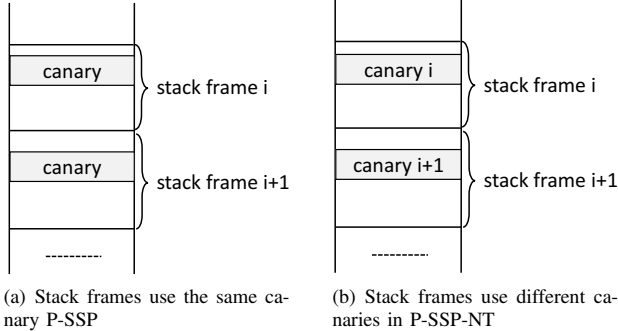 canary
stack frame i
canary
stack frame i+1
---------
(a) Stack frames use the same ca-
nary P-SSP
canary i
stack frame i
canary i+1
stack frame i+1
---------
(b) Stack frames use different ca-
naries in P-SSP-NT